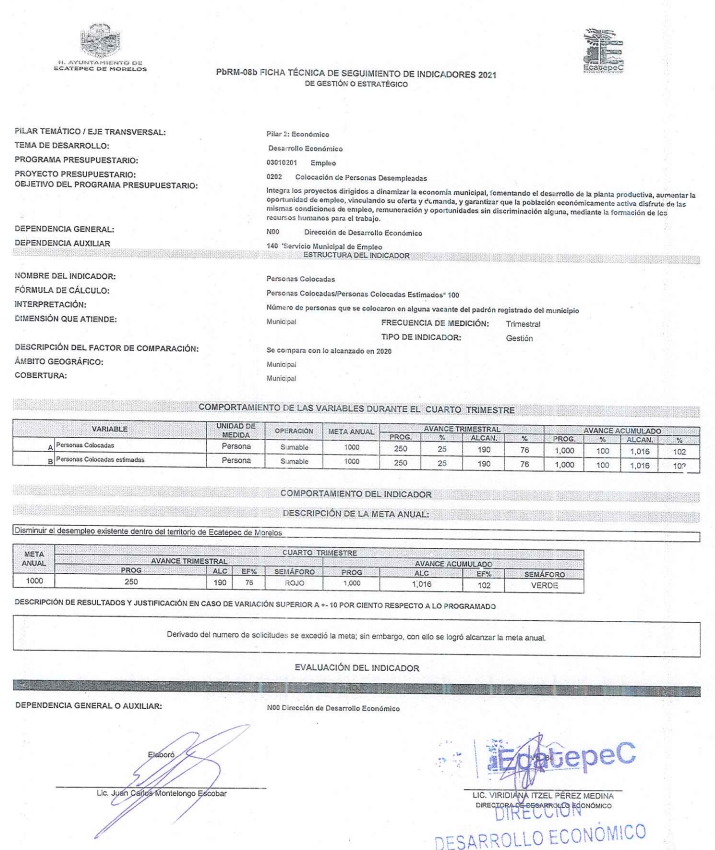 H. AYUNTAMIENTO DE
ECATEPEC DE MORELOS
EcatepeC
PbRM-08b FICHA TÉCNICA DE SEGUIMIENTO DE INDICADORES 2021
DE GESTIÓN O ESTRATÉGICO
PILAR TEMÁTICO / EJE TRANSVERSAL: Pilar 2: Económico
TEMA DE DESARROLLO: Desarrollo Económico
PROGRAMA PRESUPUESTARIO: 03010201 Empleo
PROYECTO PRESUPUESTARIO: 0202 Colocación de Personas Desempleadas
OBJETIVO DEL PROGRAMA PRESUPUESTARIO: Integra los proyectos dirigidos a dinamizar la economía municipal, fomentando el desarrollo de la planta productiva, aumentar la
oportunidad de empleo, vinculando su oferta y demanda, y garantizar que la población económicamente activa disfrute de las
mismas condiciones de empleo, remuneración y oportunidades sin discriminación alguna, mediante la formación de los
recursos humanos para el trabajo.
DEPENDENCIA GENERAL: N00 Dirección de Desarrollo Económico
DEPENDENCIA AUXILIAR 140 Servicio Municipal de Empleo
ESTRUCTURA DEL INDICADOR
NOMBRE DEL INDICADOR: Personas Colocadas
FÓRMULA DE CÁLCULO: Personas Colocadas/Personas Colocadas Estimados* 100
INTERPRETACIÓN: Número de personas que se colocaron en alguna vacante del padrón registrado del municipio
DIMENSIÓN QUE ATIENDE: Municipal FRECUENCIA DE MEDICIÓN: Trimestral
TIPO DE INDICADOR: Gestión
DESCRIPCIÓN DEL FACTOR DE COMPARACIÓN: Se compara con lo alcanzado en 2020
ÁMBITO GEOGRÁFICO: Municipal
COBERTURA: Municipal
COMPORTAMIENTO DE LAS VARIABLES DURANTE EL CUARTO TRIMESTRE
VARIABLE UNIDAD DE MEDIDA OPERACIÓN META ANUAL AVANCE TRIMESTRAL AVANCE ACUMULADO
PROG. % ALCAN. % PROG. % ALCAN. %
A Personas Colocadas Persona Sumable 1000 250 25 190 76 1,000 100 1,016 102
B Personas Colocadas estimadas Persona Sumable 1000 250 25 190 76 1,000 100 1,016 102
COMPORTAMIENTO DEL INDICADOR
DESCRIPCIÓN DE LA META ANUAL:
Disminuir el desempleo existente dentro del territorio de Ecatepec de Morelos
META ANUAL CUARTO TRIMESTRE
AVANCE TRIMESTRAL AVANCE ACUMULADO
PROG ALC EF% SEMÁFORO PROG ALC EF% SEMÁFORO
1000 250 190 76 ROJO 1,000 1,016 102 VERDE
DESCRIPCIÓN DE RESULTADOS Y JUSTIFICACIÓN EN CASO DE VARIACIÓN SUPERIOR A +- 10 POR CIENTO RESPECTO A LO PROGRAMADO
Derivado del numero de solicitudes se excedió la meta; sin embargo, con ello se logró alcanzar la meta anual.
EVALUACIÓN DEL INDICADOR
DEPENDENCIA GENERAL O AUXILIAR: N00 Dirección de Desarrollo Económico
Elaboró
EcatepeC
Lic. Juan Carlos Montelongo Escobar
LIC. VIRIDIANA ITZEL PÉREZ MEDINA
DIRECTORA DE DESARROLLO ECONÓMICO
DIRECCIÓN
DESARROLLO ECONÓMICO